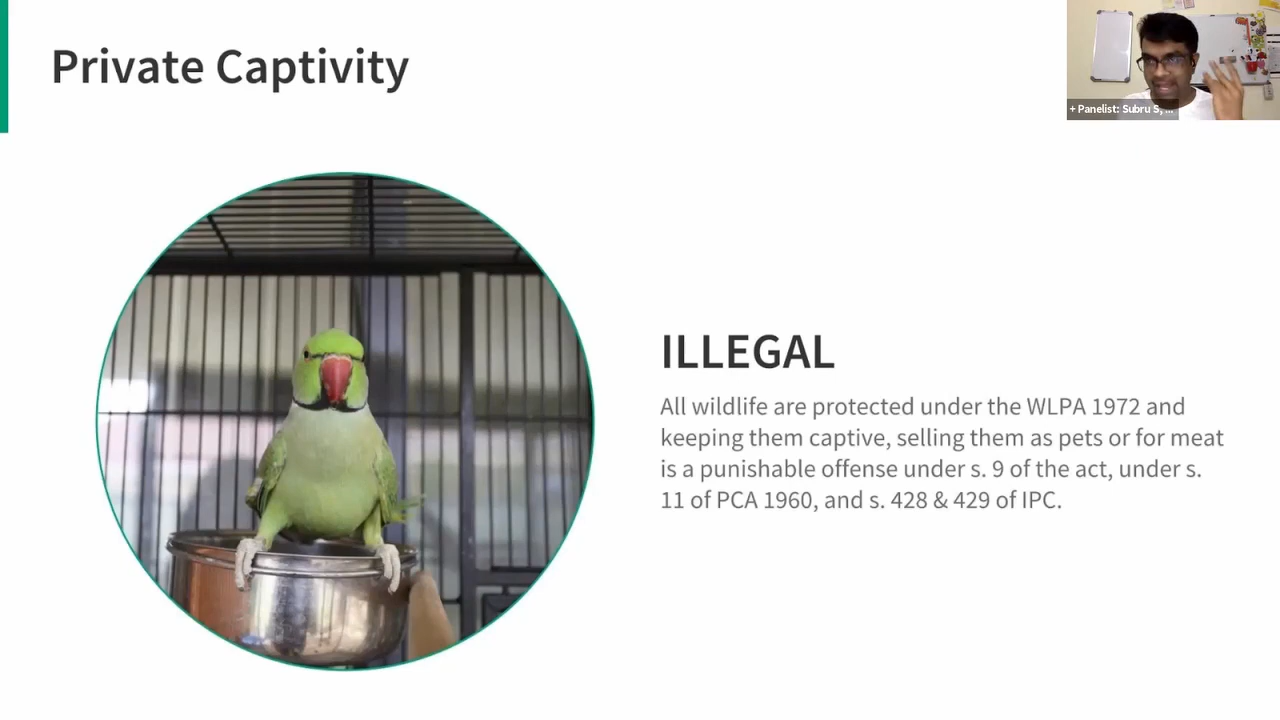 Private Captivity
+ Panelist: Subru S, ...
ILLEGAL
All wildlife are protected under the WLPA 1972 and
keeping them captive, selling them as pets or for meat
is a punishable offense under s. 9 of the act, under s.
11 of PCA 1960, and s. 428 & 429 of IPC.